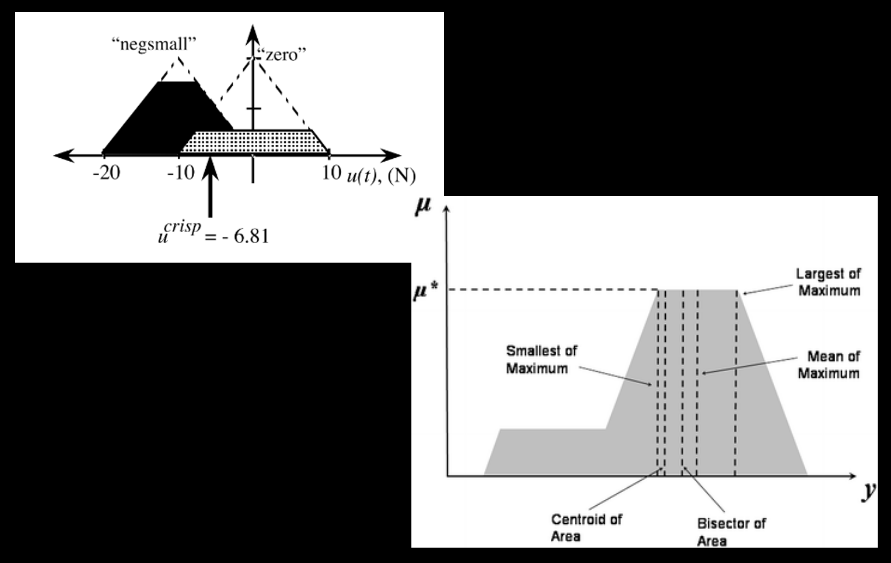 “negsmall”
“zero”
-20 -10 10 u(t), (N)
u^crisp = - 6.81
μ
μ*
Largest of
Maximum
Smallest of
Maximum
Mean of
Maximum
y
Centroid of
Area
Bisector of
Area